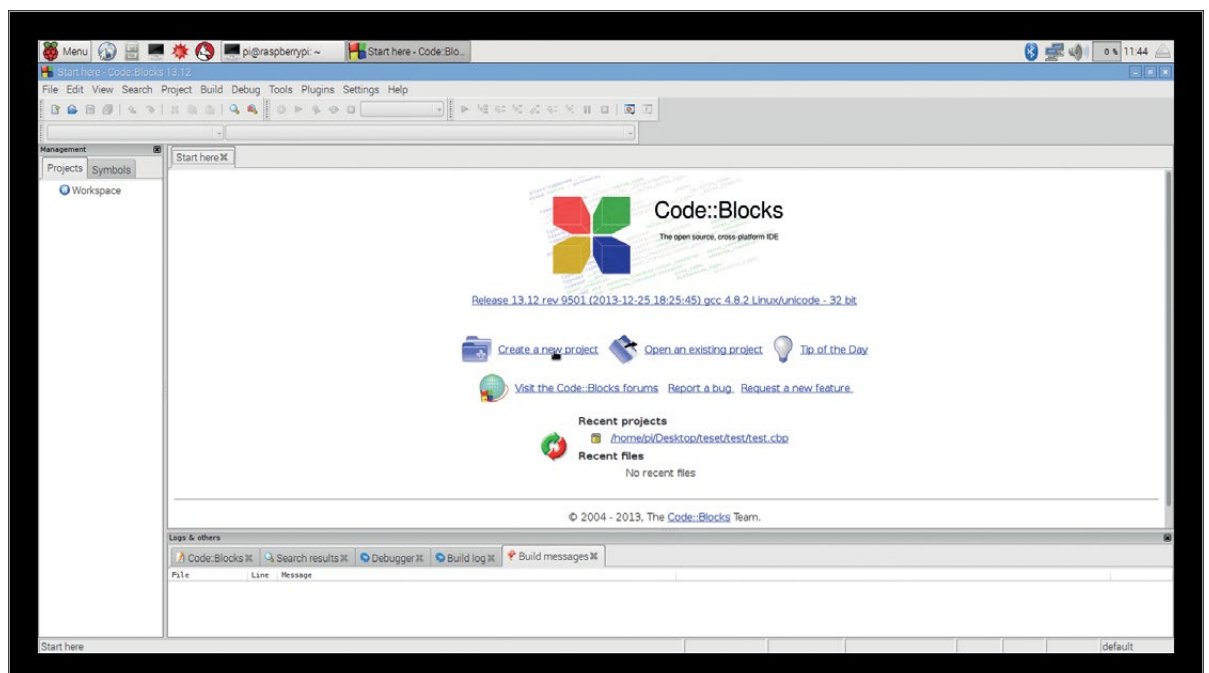 Menu pi@raspberrypi: ~ Start here - Code::Blo... 0 % 11:44
Start here - Code::Blocks 13.12
File Edit View Search Project Build Debug Tools Plugins Settings Help
Management
Projects Symbols
Workspace
Start here
Code::Blocks
The open source, cross-platform IDE
Release 13.12 rev 9501 (2013-12-25 18:25:45) gcc 4.8.2 Linux/unicode - 32 bit
Create a new project Open an existing project Tip of the Day
Visit the Code::Blocks forums Report a bug Request a new feature
Recent projects
/home/pi/Desktop/teset/test/test.cbp
Recent files
No recent files
© 2004 - 2013, The Code::Blocks Team.
Logs & others
Code::Blocks Search results Debugger Build log Build messages
File Line Message
Start here default